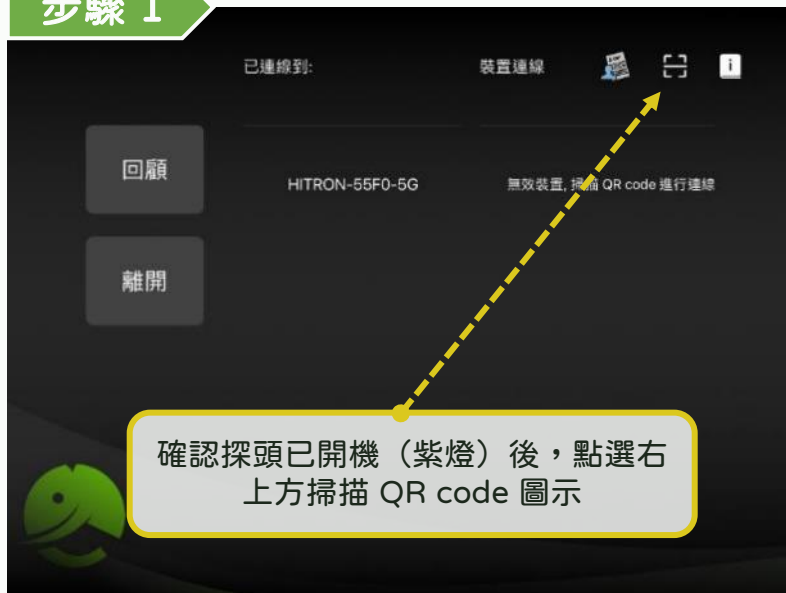 步驟 1
已連線到:
裝置連線
回顧
HITRON-55F0-5G
無效裝置, 掃描 QR code 進行連線
離開
確認探頭已開機（紫燈）後，點選右
上方掃描 QR code 圖示